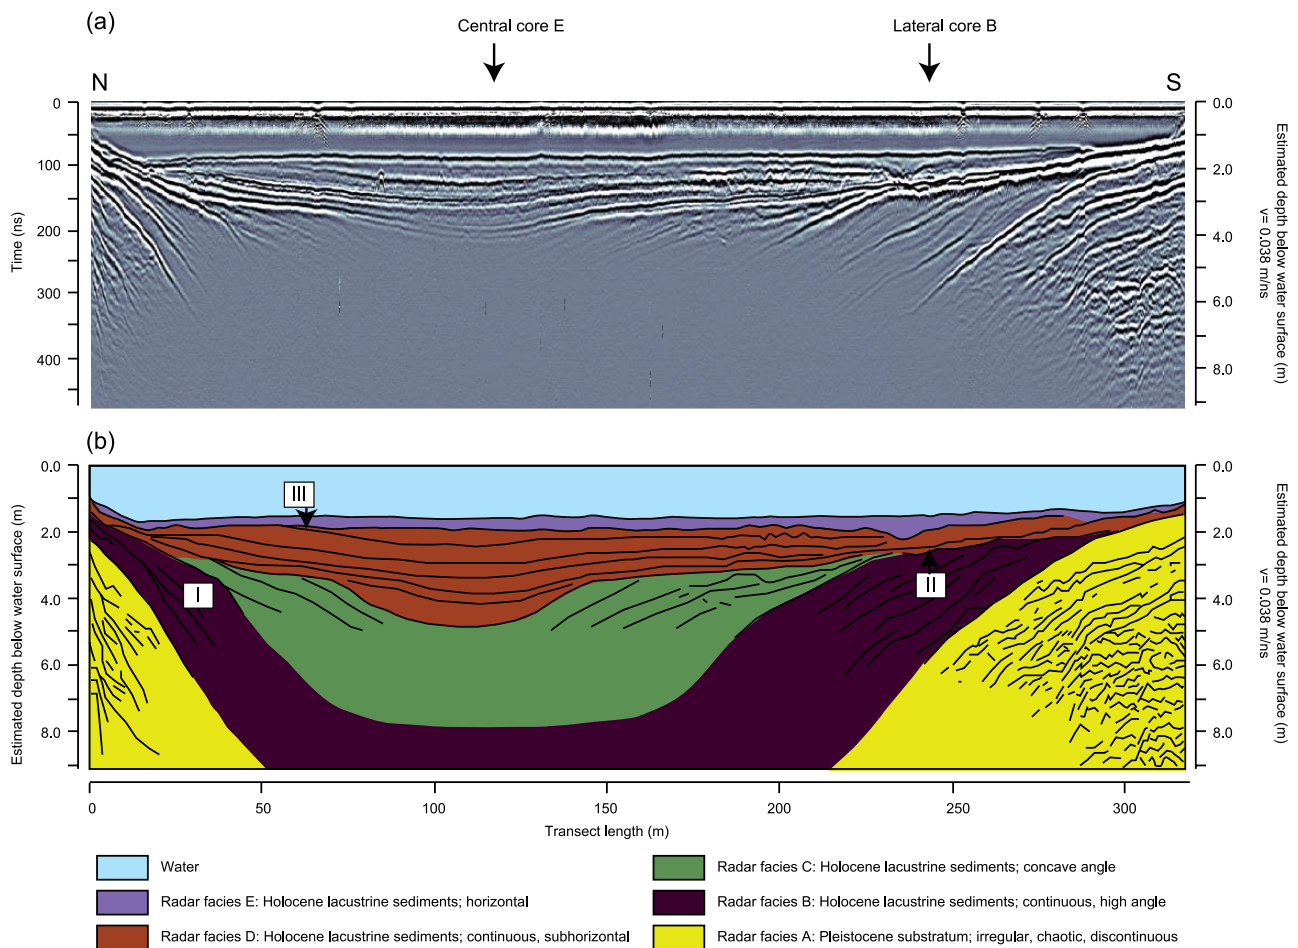 (a)
Central core E
Lateral core B
N
S
0
100
200
300
400
Time (ns)
0.0
2.0
4.0
6.0
8.0
Estimated depth below water surface (m)
v= 0.038 m/ns
(b)
0.0
2.0
4.0
6.0
8.0
Estimated depth below water surface (m)
III
I
II
0.0
2.0
4.0
6.0
8.0
Estimated depth below water surface (m)
v= 0.038 m/ns
0
50
100
150
200
250
300
Transect length (m)
Water
Radar facies E: Holocene lacustrine sediments; horizontal
Radar facies D: Holocene lacustrine sediments; continuous, subhorizontal
Radar facies C: Holocene lacustrine sediments; concave angle
Radar facies B: Holocene lacustrine sediments; continuous, high angle
Radar facies A: Pleistocene substratum; irregular, chaotic, discontinuous